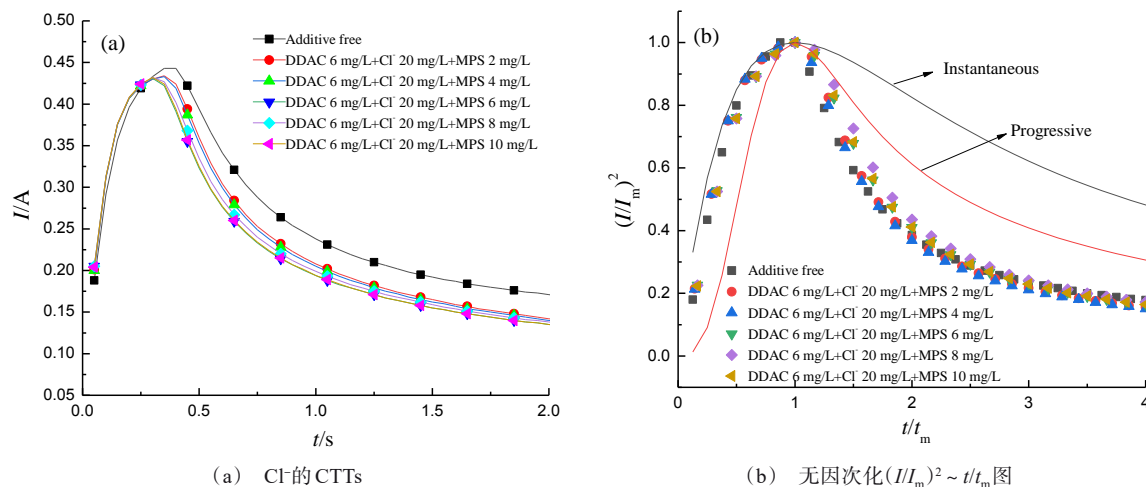 (a)
Additive free
DDAC 6 mg/L+Cl⁻ 20 mg/L+MPS 2 mg/L
DDAC 6 mg/L+Cl⁻ 20 mg/L+MPS 4 mg/L
DDAC 6 mg/L+Cl⁻ 20 mg/L+MPS 6 mg/L
DDAC 6 mg/L+Cl⁻ 20 mg/L+MPS 8 mg/L
DDAC 6 mg/L+Cl⁻ 20 mg/L+MPS 10 mg/L
0.50
0.45
0.40
0.35
0.30
0.25
0.20
0.15
0.10
0.05
I/A
0.0 0.5 1.0 1.5 2.0
t/s
(a) Cl⁻的CTTs
(b)
Instantaneous
Progressive
1.0
0.8
0.6
0.4
0.2
0.0
(I/Iₘ)²
Additive free
DDAC 6 mg/L+Cl⁻ 20 mg/L+MPS 2 mg/L
DDAC 6 mg/L+Cl⁻ 20 mg/L+MPS 4 mg/L
DDAC 6 mg/L+Cl⁻ 20 mg/L+MPS 6 mg/L
DDAC 6 mg/L+Cl⁻ 20 mg/L+MPS 8 mg/L
DDAC 6 mg/L+Cl⁻ 20 mg/L+MPS 10 mg/L
0 1 2 3 4
t/tₘ
(b) 无因次化(I/Iₘ)² ~ t/tₘ图